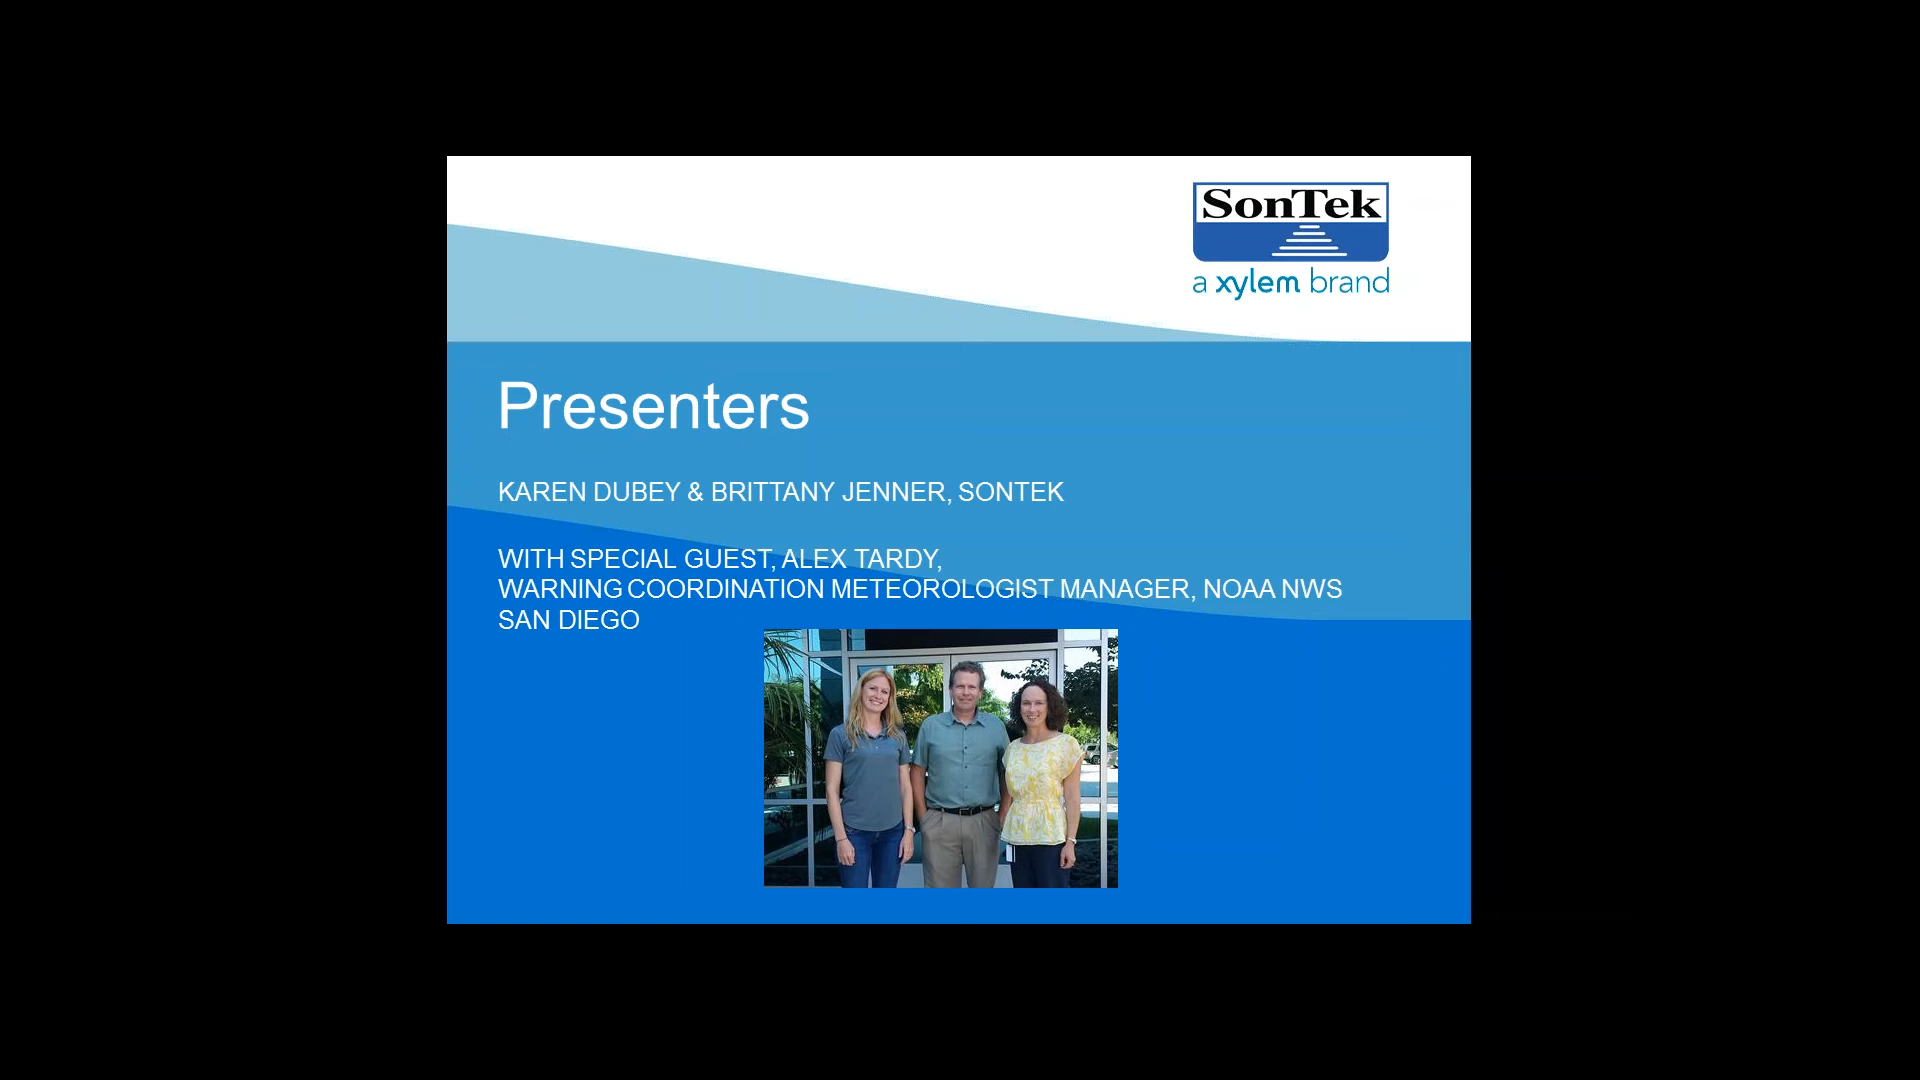 SonTek
a xylem brand
Presenters
KAREN DUBEY & BRITTANY JENNER, SONTEK
WITH SPECIAL GUEST, ALEX TARDY,
WARNING COORDINATION METEOROLOGIST MANAGER, NOAA NWS
SAN DIEGO